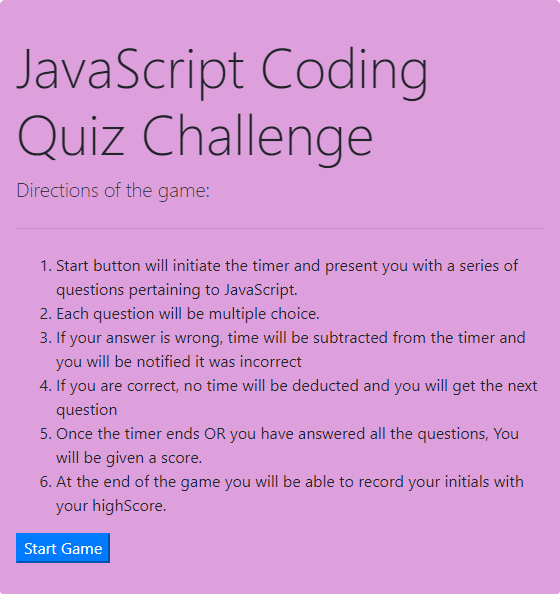 JavaScript Coding
Quiz Challenge
Directions of the game:
1. Start button will initiate the timer and present you with a series of
questions pertaining to JavaScript.
2. Each question will be multiple choice.
3. If your answer is wrong, time will be subtracted from the timer and
you will be notified it was incorrect
4. If you are correct, no time will be deducted and you will get the next
question
5. Once the timer ends OR you have answered all the questions, You
will be given a score.
6. At the end of the game you will be able to record your initials with
your highScore.
Start Game